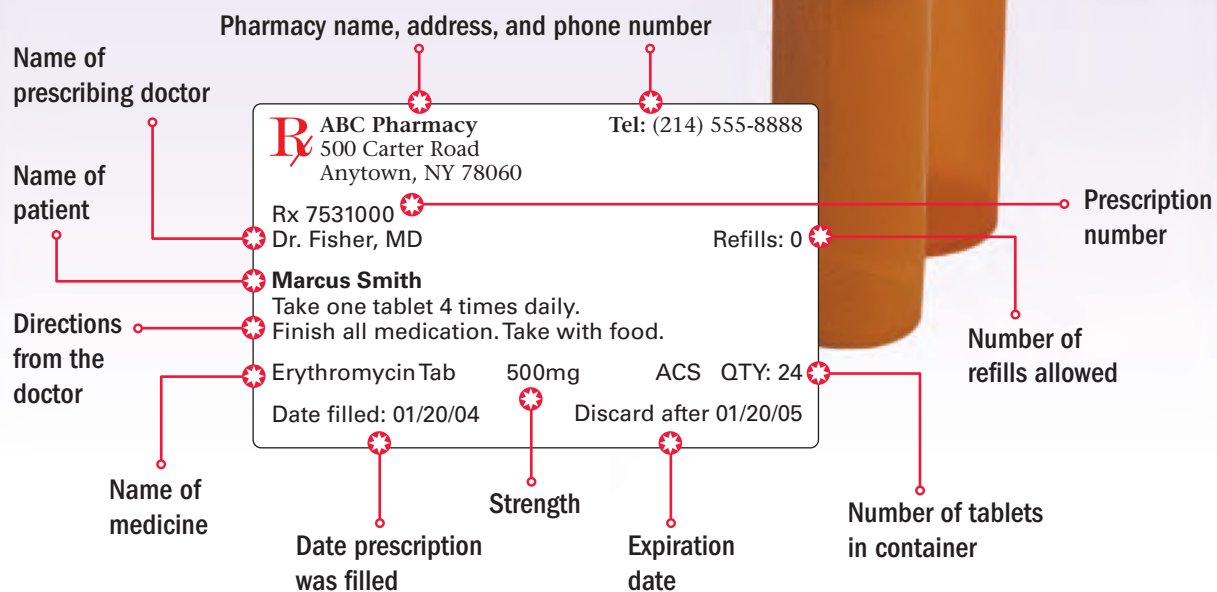 Pharmacy name, address, and phone number
Name of
prescribing doctor
Rx ABC Pharmacy
Tel: (214) 555-8888
500 Carter Road
Anytown, NY 78060
Name of
patient
Rx 7531000
Prescription
number
Dr. Fisher, MD
Refills: 0
Marcus Smith
Take one tablet 4 times daily.
Finish all medication. Take with food.
Directions
from the
doctor
Number of
refills allowed
Erythromycin Tab 500mg ACS QTY: 24
Date filled: 01/20/04 Discard after 01/20/05
Name of
medicine
Strength
Number of tablets
in container
Date prescription
was filled
Expiration
date